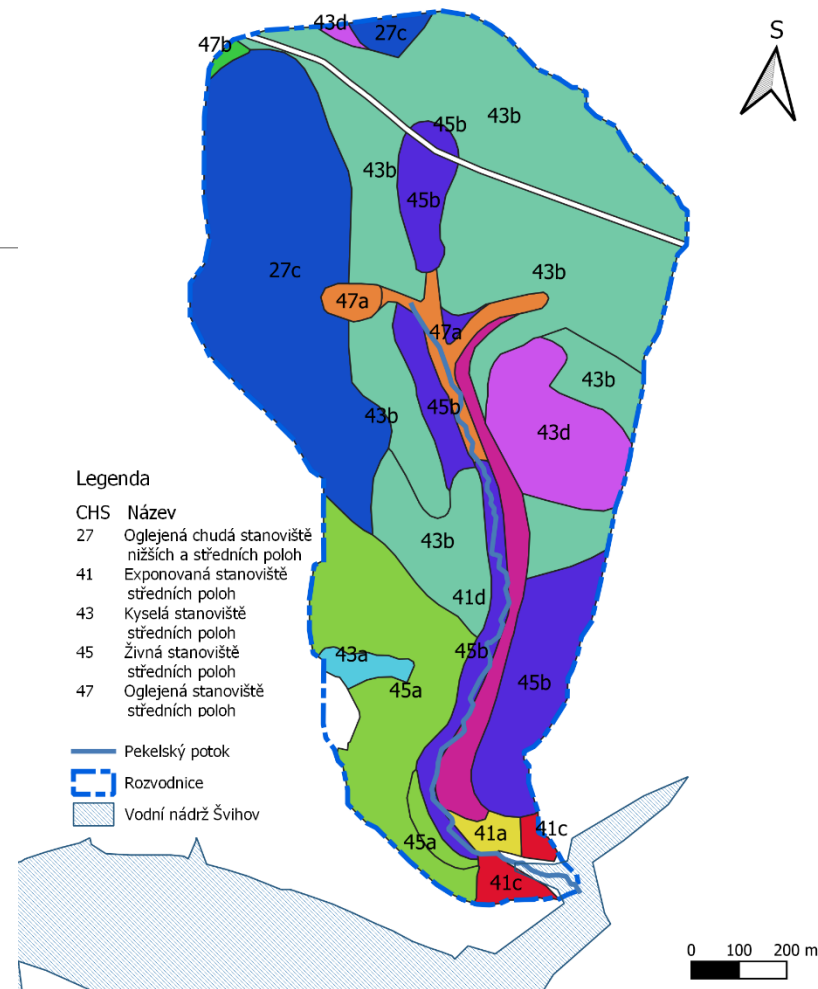 43d
27c
47b
S
43b
45b
43b
45b
27c
43b
47a
47a
43b
43b
45b
43d
Legenda
CHS Název
27 Oglejená chudá stanoviště
nižších a středních poloh
41 Exponovaná stanoviště
středních poloh
43 Kyselá stanoviště
středních poloh
45 Živná stanoviště
středních poloh
47 Oglejená stanoviště
středních poloh
Pekelský potok
Rozvodnice
Vodní nádrž Švihov
43b
41d
43a
45b
45a
45b
45a
41a
41c
41c
0 100 200 m